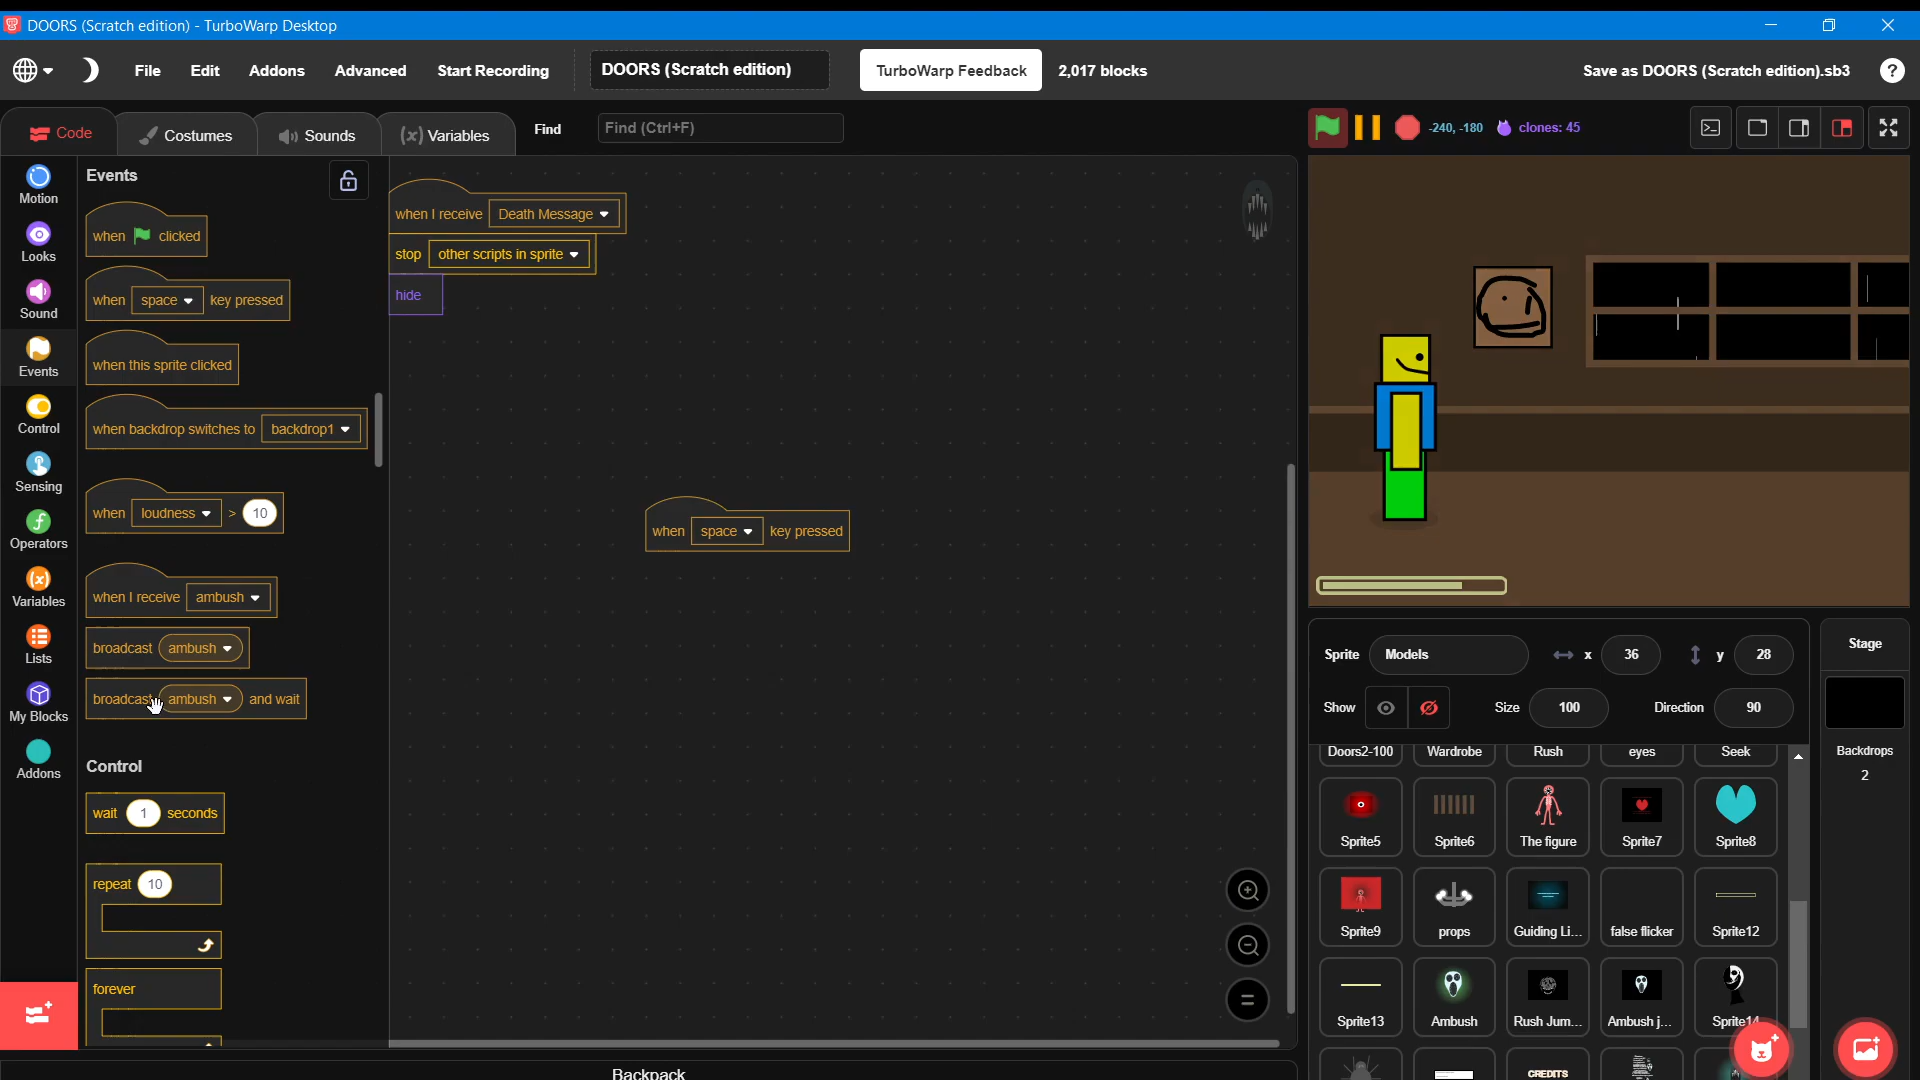 DOORS (Scratch edition) - TurboWarp Desktop
File Edit Addons Advanced Start Recording DOORS (Scratch edition) TurboWarp Feedback 2,017 blocks Save as DOORS (Scratch edition).sb3 ?
Code Costumes Sounds (x) Variables Find Find (Ctrl+F) -240, -180 clones: 45
Motion
Looks
Sound
Events
Control
Sensing
Operators
Variables
Lists
My Blocks
Addons
Events
when clicked
when space key pressed
when this sprite clicked
when backdrop switches to backdrop1
when loudness > 10
when I receive ambush
broadcast ambush
broadcast ambush and wait
Control
wait 1 seconds
repeat 10
forever
when I receive Death Message
stop other scripts in sprite
hide
when space key pressed
Backpack
Sprite Models x 36 y 28
Show Size 100 Direction 90
Doors2-100 Wardrobe Rush eyes Seek
Sprite5 Sprite6 The figure Sprite7 Sprite8
Sprite9 props Guiding Li... false flicker Sprite12
Sprite13 Ambush Rush Jum... Ambush j... Sprite14
CREDITS
Stage
Backdrops
2